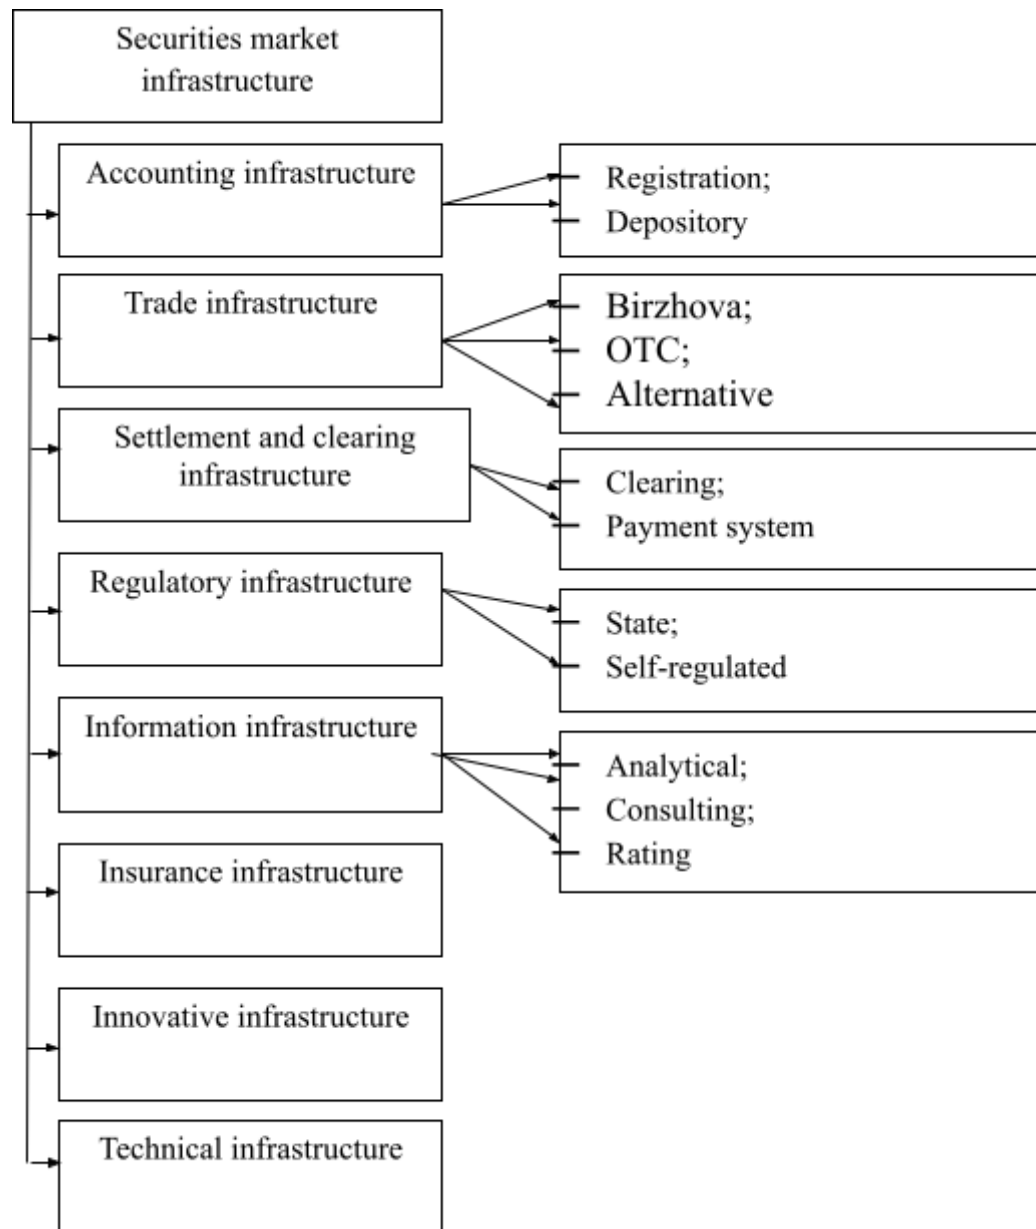 Securities market
infrastructure
Accounting infrastructure
Registration;
Depository
Trade infrastructure
Birzhova;
OTC;
Alternative
Settlement and clearing
infrastructure
Clearing;
Payment system
Regulatory infrastructure
State;
Self-regulated
Information infrastructure
Analytical;
Consulting;
Rating
Insurance infrastructure
Innovative infrastructure
Technical infrastructure